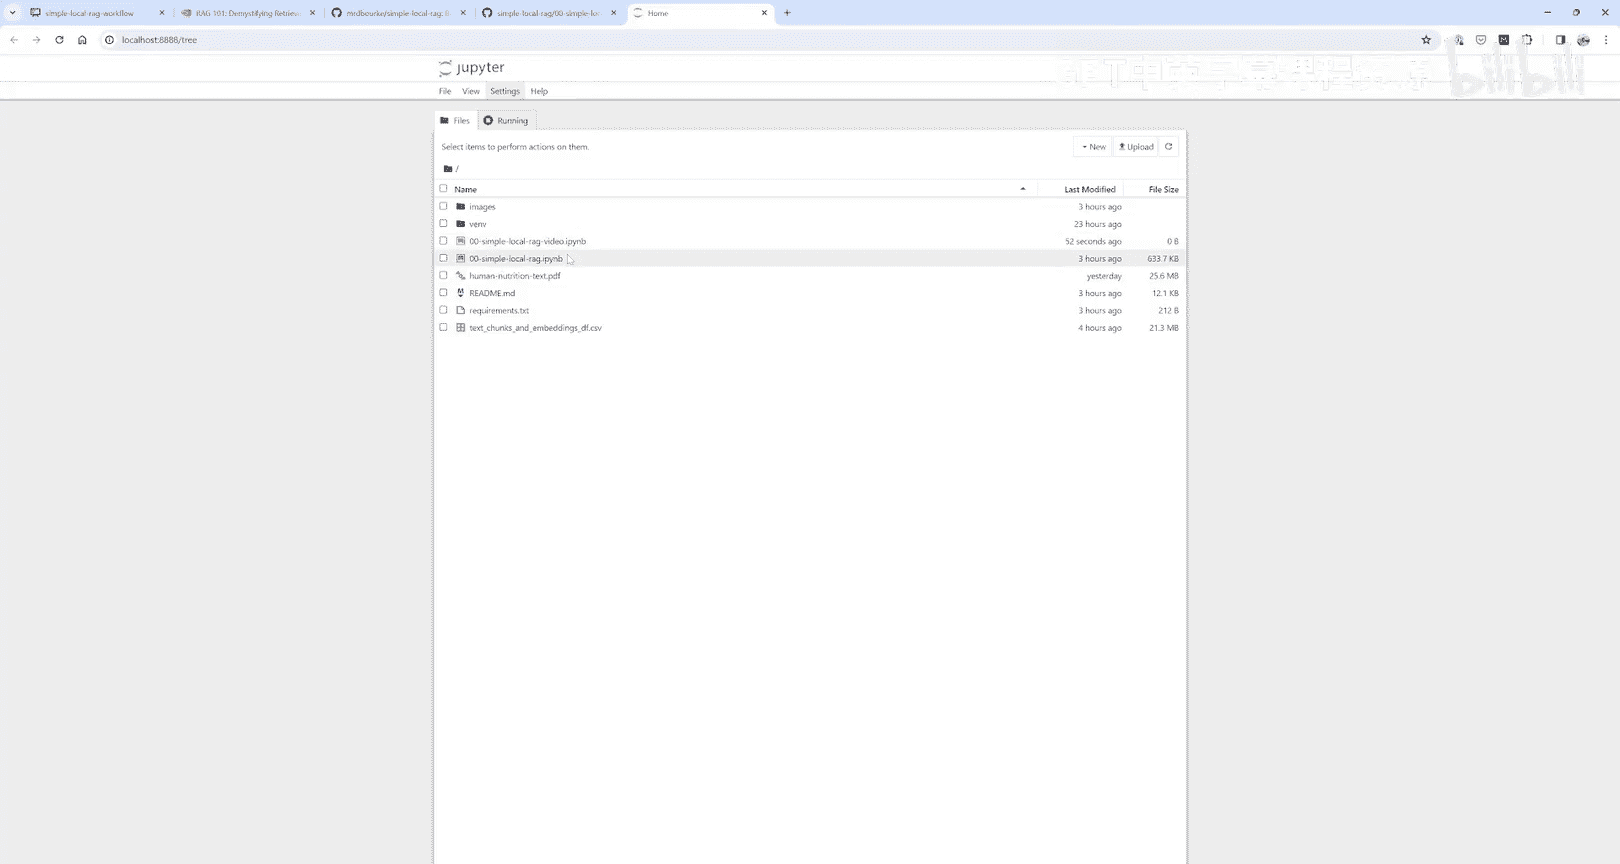 simple-local-rag-workflow
RAG 101: Demystifying Retriev
mrdbourke/simple-local-rag: B
simple-local-rag/00-simple-loc
Home
localhost:8888/tree
jupyter
bilibili
File View Settings Help
Files Running
Select items to perform actions on them.
New Upload
/
Name Last Modified File Size
images 3 hours ago
venv 23 hours ago
00-simple-local-rag-video.ipynb 52 seconds ago 0 B
00-simple-local-rag.ipynb 3 hours ago 633.7 KB
human-nutrition-text.pdf yesterday 25.6 MB
README.md 3 hours ago 12.1 KB
requirements.txt 3 hours ago 212 B
text_chunks_and_embeddings_df.csv 4 hours ago 21.3 MB